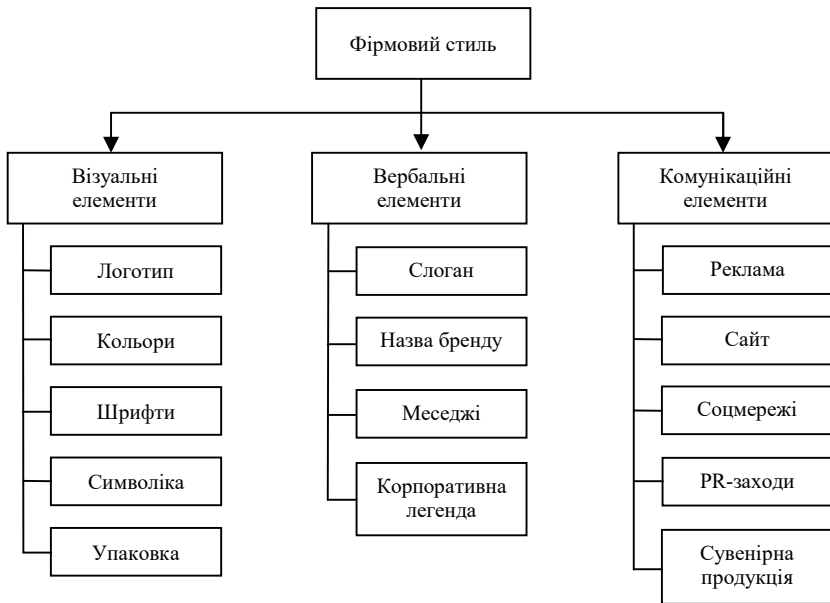 Фірмовий стиль
Візуальні
елементи
Логотип
Кольори
Шрифти
Символіка
Упаковка
Вербальні
елементи
Слоган
Назва бренду
Меседжі
Корпоративна
легенда
Комунікаційні
елементи
Реклама
Сайт
Соцмережі
PR-заходи
Сувенірна
продукція